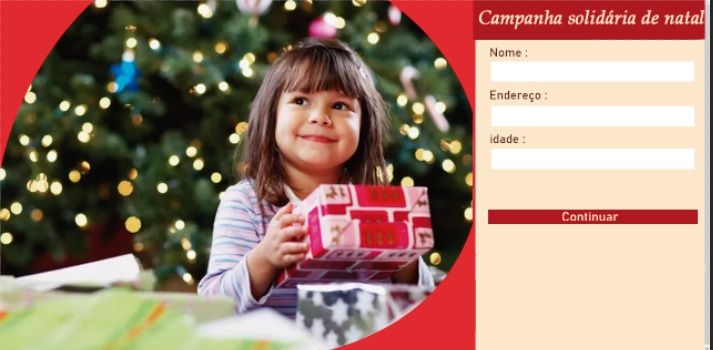 Campanha solidária de natal
Nome :
Endereço :
idade :
Continuar